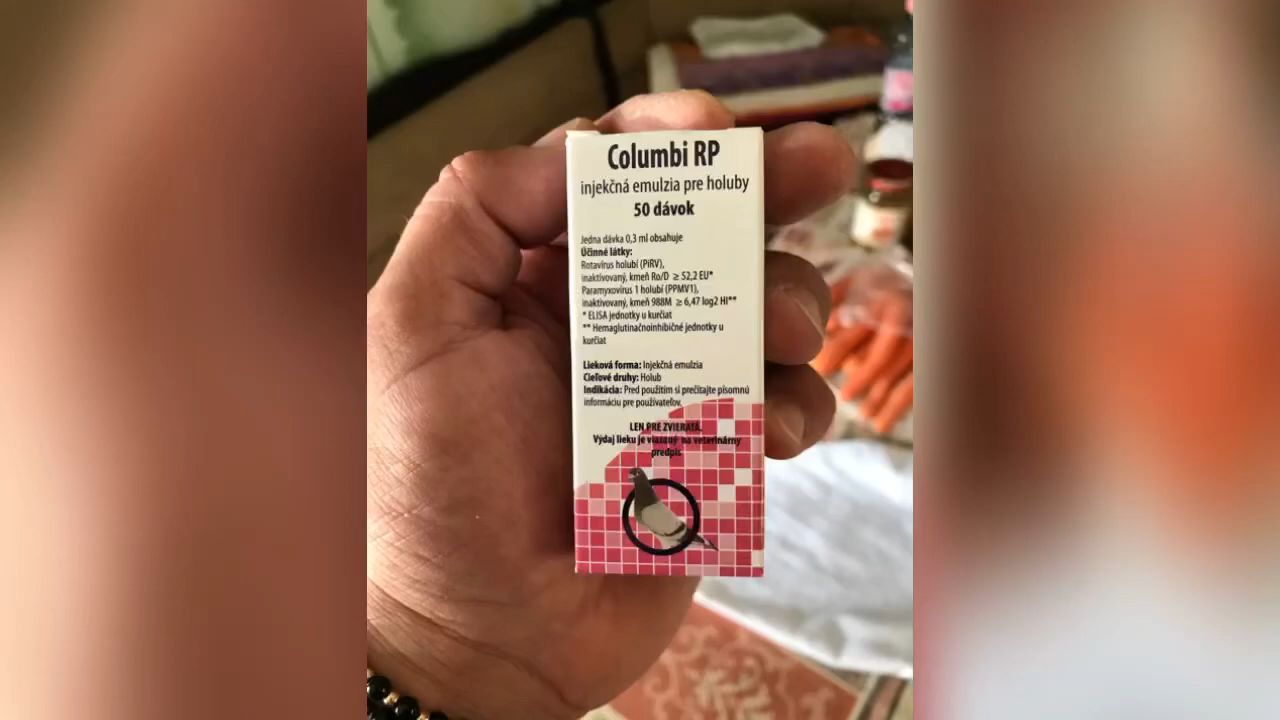 Columbi RP
injekčná emulzia pre holuby
50 dávok
Jedna dávka 0,3 ml obsahuje
Účinné látky:
Rotavírus holubí (PiRV),
inaktivovaný, kmeň Ro/D ≥ 52,2 EU*
Paramyxovírus 1 holubí (PPMV1),
inaktivovaný, kmeň 988M ≥ 6,47 log2 HI**
* ELISA jednotky u kurčiat
** Hemaglutinačnoinhibičné jednotky u
kurčiat
Lieková forma: Injekčná emulzia
Cieľové druhy: Holub
Indikácia: Pred použitím si prečítajte písomnú
informáciu pre používateľov.
LEN PRE ZVIERATÁ.
Výdaj lieku je viazaný na veterinárny
predpis